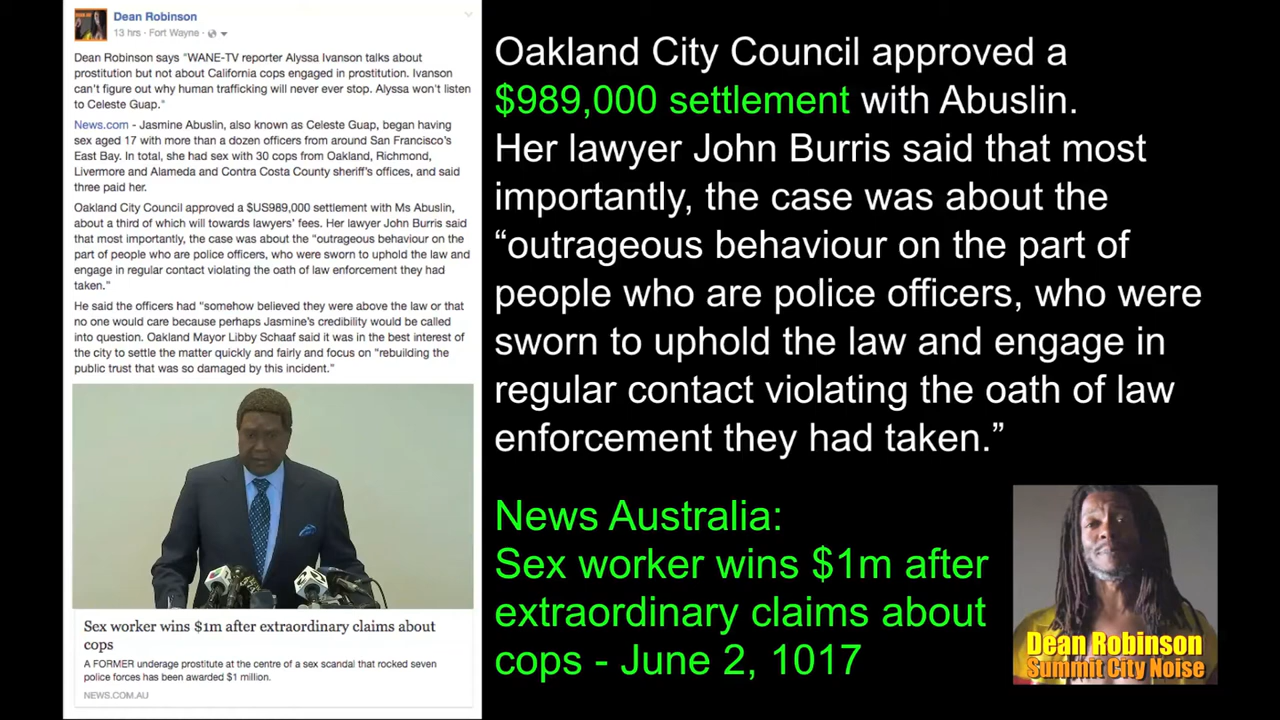 Dean Robinson
13 hrs · Fort Wayne ·
Dean Robinson says "WANE-TV reporter Alyssa Ivanson talks about
prostitution but not about California cops engaged in prostitution. Ivanson
can't figure out why human trafficking will never ever stop. Alyssa won't listen
to Celeste Guap."
News.com - Jasmine Abuslin, also known as Celeste Guap, began having
sex aged 17 with more than a dozen officers from around San Francisco's
East Bay. In total, she had sex with 30 cops from Oakland, Richmond,
Livermore and Alameda and Contra Costa County sheriff's offices, and said
three paid her.
Oakland City Council approved a $US989,000 settlement with Ms Abuslin,
about a third of which will towards lawyers' fees. Her lawyer John Burris said
that most importantly, the case was about the "outrageous behaviour on the
part of people who are police officers, who were sworn to uphold the law and
engage in regular contact violating the oath of law enforcement they had
taken."
He said the officers had "somehow believed they were above the law or that
no one would care because perhaps Jasmine's credibility would be called
into question. Oakland Mayor Libby Schaaf said it was in the best interest of
the city to settle the matter quickly and fairly and focus on "rebuilding the
public trust that was so damaged by this incident."
Sex worker wins $1m after extraordinary claims about
cops
A FORMER underage prostitute at the centre of a sex scandal that rocked seven
police forces has been awarded $1 million.
NEWS.COM.AU
Oakland City Council approved a
$989,000 settlement with Abuslin.
Her lawyer John Burris said that most
importantly, the case was about the
“outrageous behaviour on the part of
people who are police officers, who were
sworn to uphold the law and engage in
regular contact violating the oath of law
enforcement they had taken.”
News Australia:
Sex worker wins $1m after
extraordinary claims about
cops - June 2, 1017
Dean Robinson
Summit City Noise